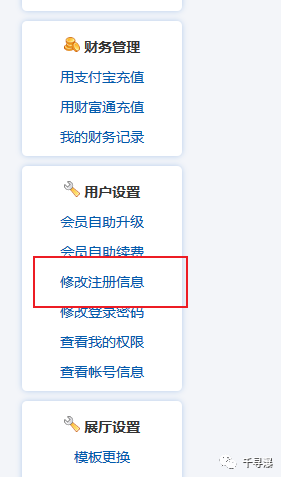 财务管理
用支付宝充值
用财富通充值
我的财务记录
用户设置
会员自助升级
会员自助续费
修改注册信息
修改登录密码
查看我的权限
查看帐号信息
展厅设置
模板更换
千寻瀑